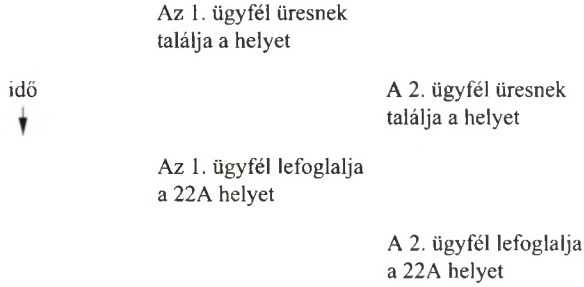 Az 1. ügyfél üresnek
találja a helyet
idő
A 2. ügyfél üresnek
találja a helyet
Az 1. ügyfél lefoglalja
a 22A helyet
A 2. ügyfél lefoglalja
a 22A helyet